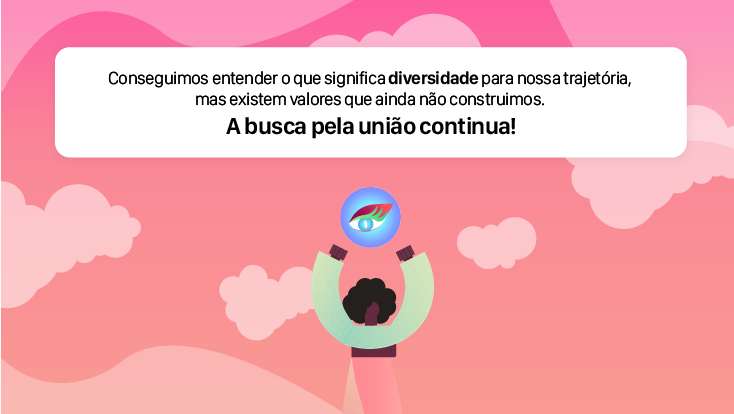 Conseguimos entender o que significa diversidade para nossa trajetória,
mas existem valores que ainda não construimos.
A busca pela união continua!